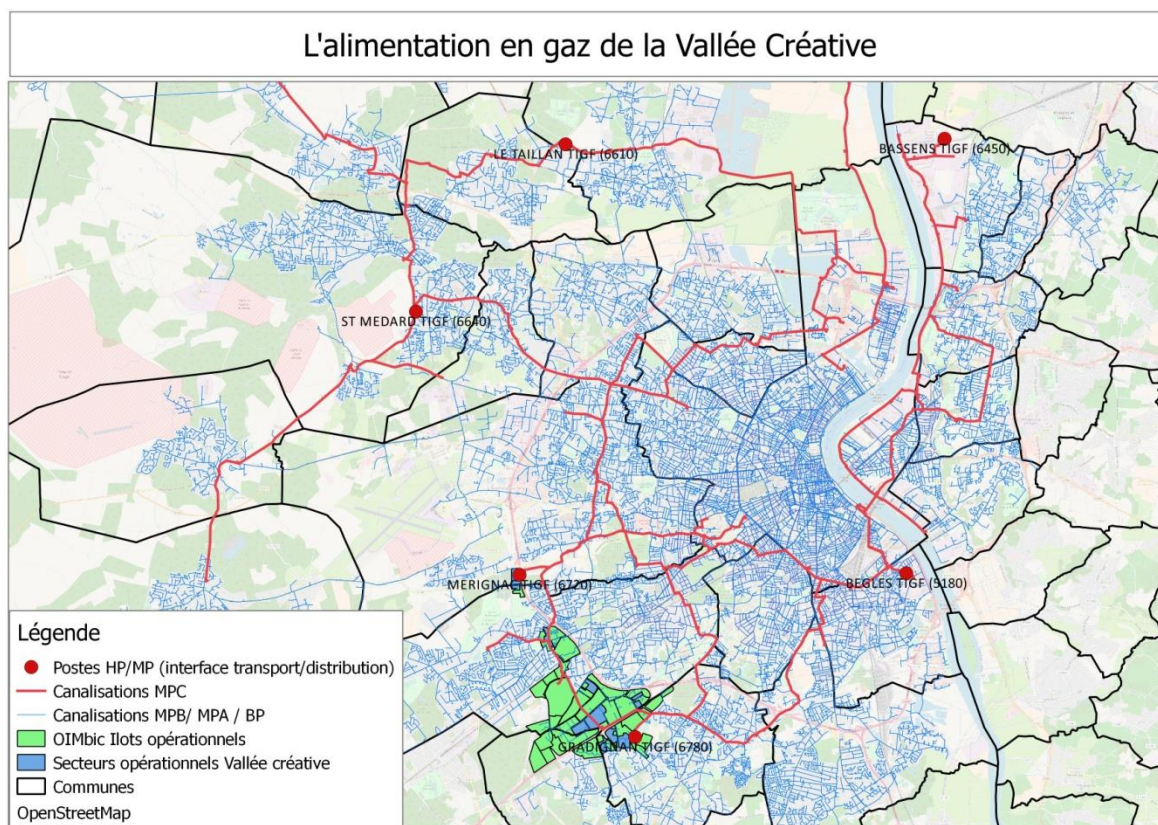 L'alimentation en gaz de la Vallée Créative
LE TAILLAN TIGF (6610)
BASSENS TIGF (6450)
ST MEDARD TIGF (6640)
MERIGNAC TIGF (6720)
BEGLES TIGF (5180)
GRADIGNAN TIGF (6780)
Légende
Postes HP/MP (interface transport/distribution)
Canalisations MPC
Canalisations MPB/ MPA / BP
OIMbic Ilots opérationnels
Secteurs opérationnels Vallée créative
Communes
OpenStreetMap